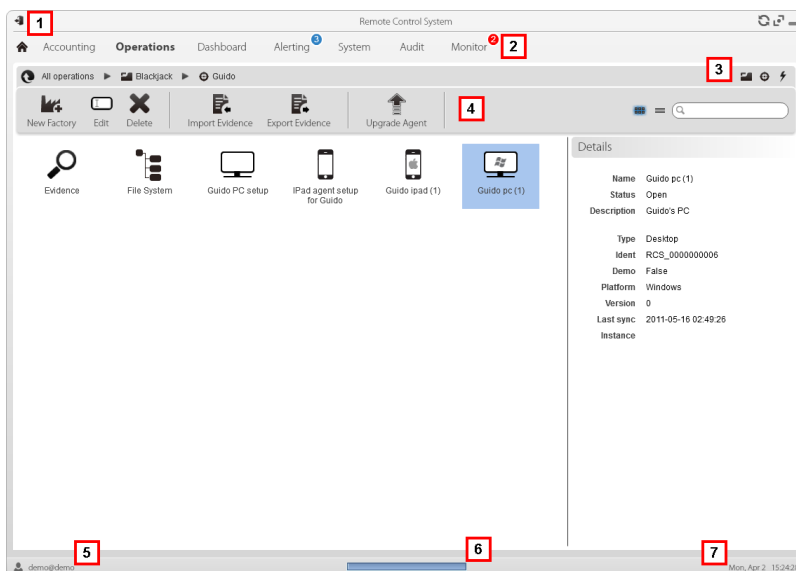 1
Remote Control System
Accounting Operations Dashboard Alerting 3 System Audit Monitor 2 2
All operations Blackjack Guido 3
New Factory Edit Delete Import Evidence Export Evidence Upgrade Agent 4
Details
Evidence File System Guido PC setup IPad agent setup for Guido Guido ipad (1) Guido pc (1)
Name Guido pc (1)
Status Open
Description Guido's PC
Type Desktop
Ident RCS_0000000006
Demo False
Platform Windows
Version 0
Last sync 2011-05-16 02:49:26
Instance
5 6 7
demo@demo Mon, Apr 2